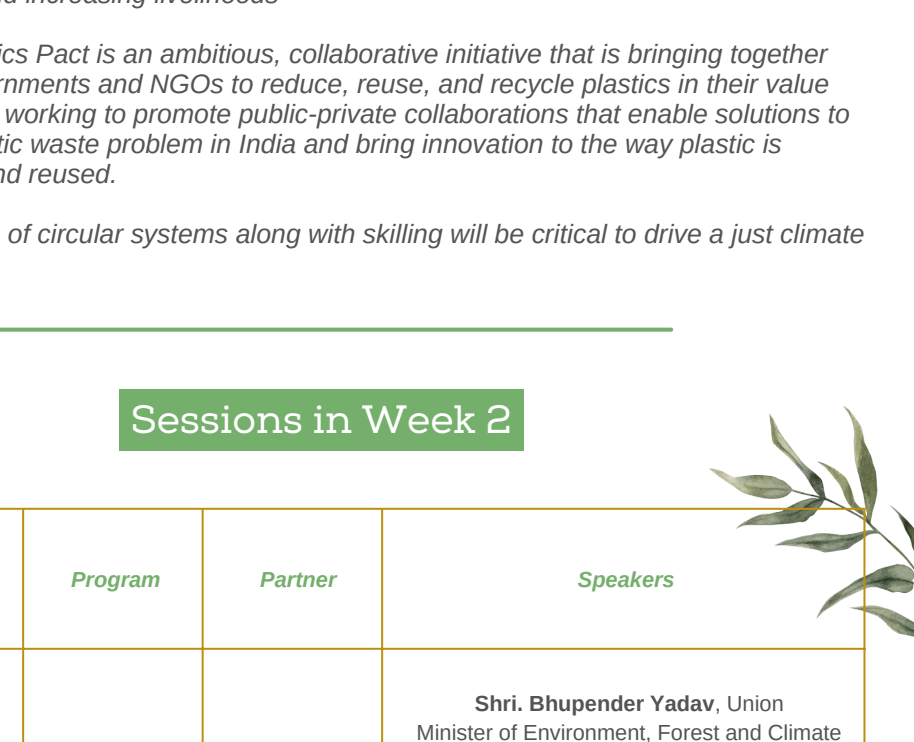 increasing livelihoods
ics Pact is an ambitious, collaborative initiative that is bringing together
rnments and NGOs to reduce, reuse, and recycle plastics in their value
working to promote public-private collaborations that enable solutions to
tic waste problem in India and bring innovation to the way plastic is
nd reused.
of circular systems along with skilling will be critical to drive a just climate
Sessions in Week 2
Program Partner Speakers
Shri. Bhupender Yadav, Union
Minister of Environment, Forest and Climate